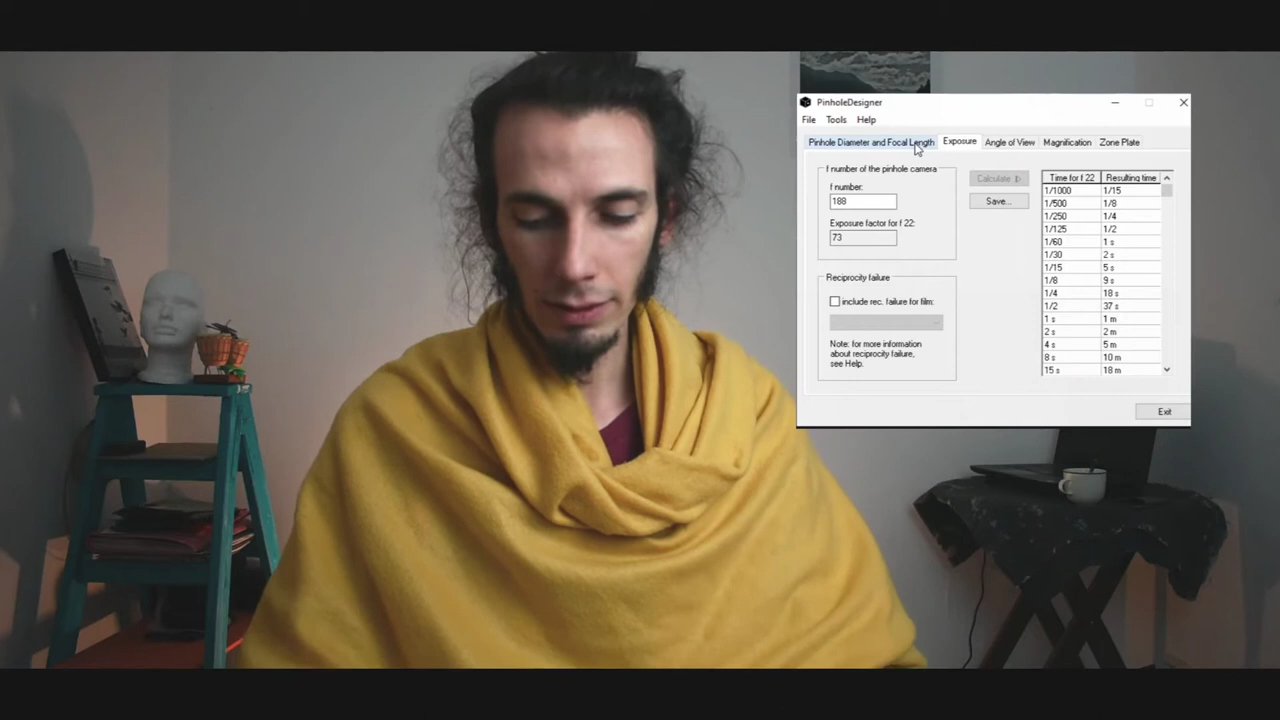 PinholeDesigner
File Tools Help
Pinhole Diameter and Focal Length Exposure Angle of View Magnification Zone Plate
f number of the pinhole camera
f number:
188
Exposure factor for f 22:
73
Reciprocity failure
include rec. failure for film:
Note: for more information
about reciprocity failure,
see Help.
Calculate
Save...
Time for f 22 Resulting time
1/1000 1/15
1/500 1/8
1/250 1/4
1/125 1/2
1/60 1 s
1/30 2 s
1/15 5 s
1/8 9 s
1/4 18 s
1/2 37 s
1 s 1 m
2 s 2 m
4 s 5 m
8 s 10 m
15 s 18 m
Exit